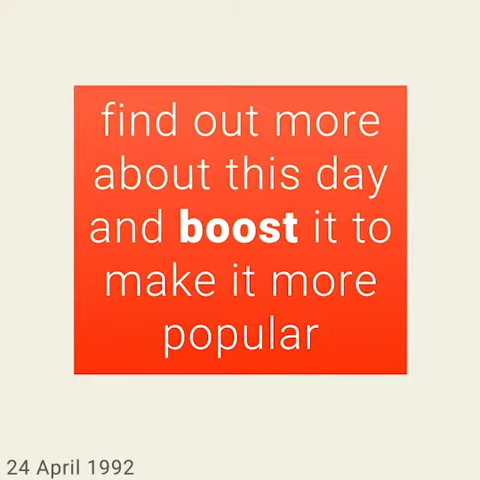 find out more
about this day
and boost it to
make it more
popular
24 April 1992